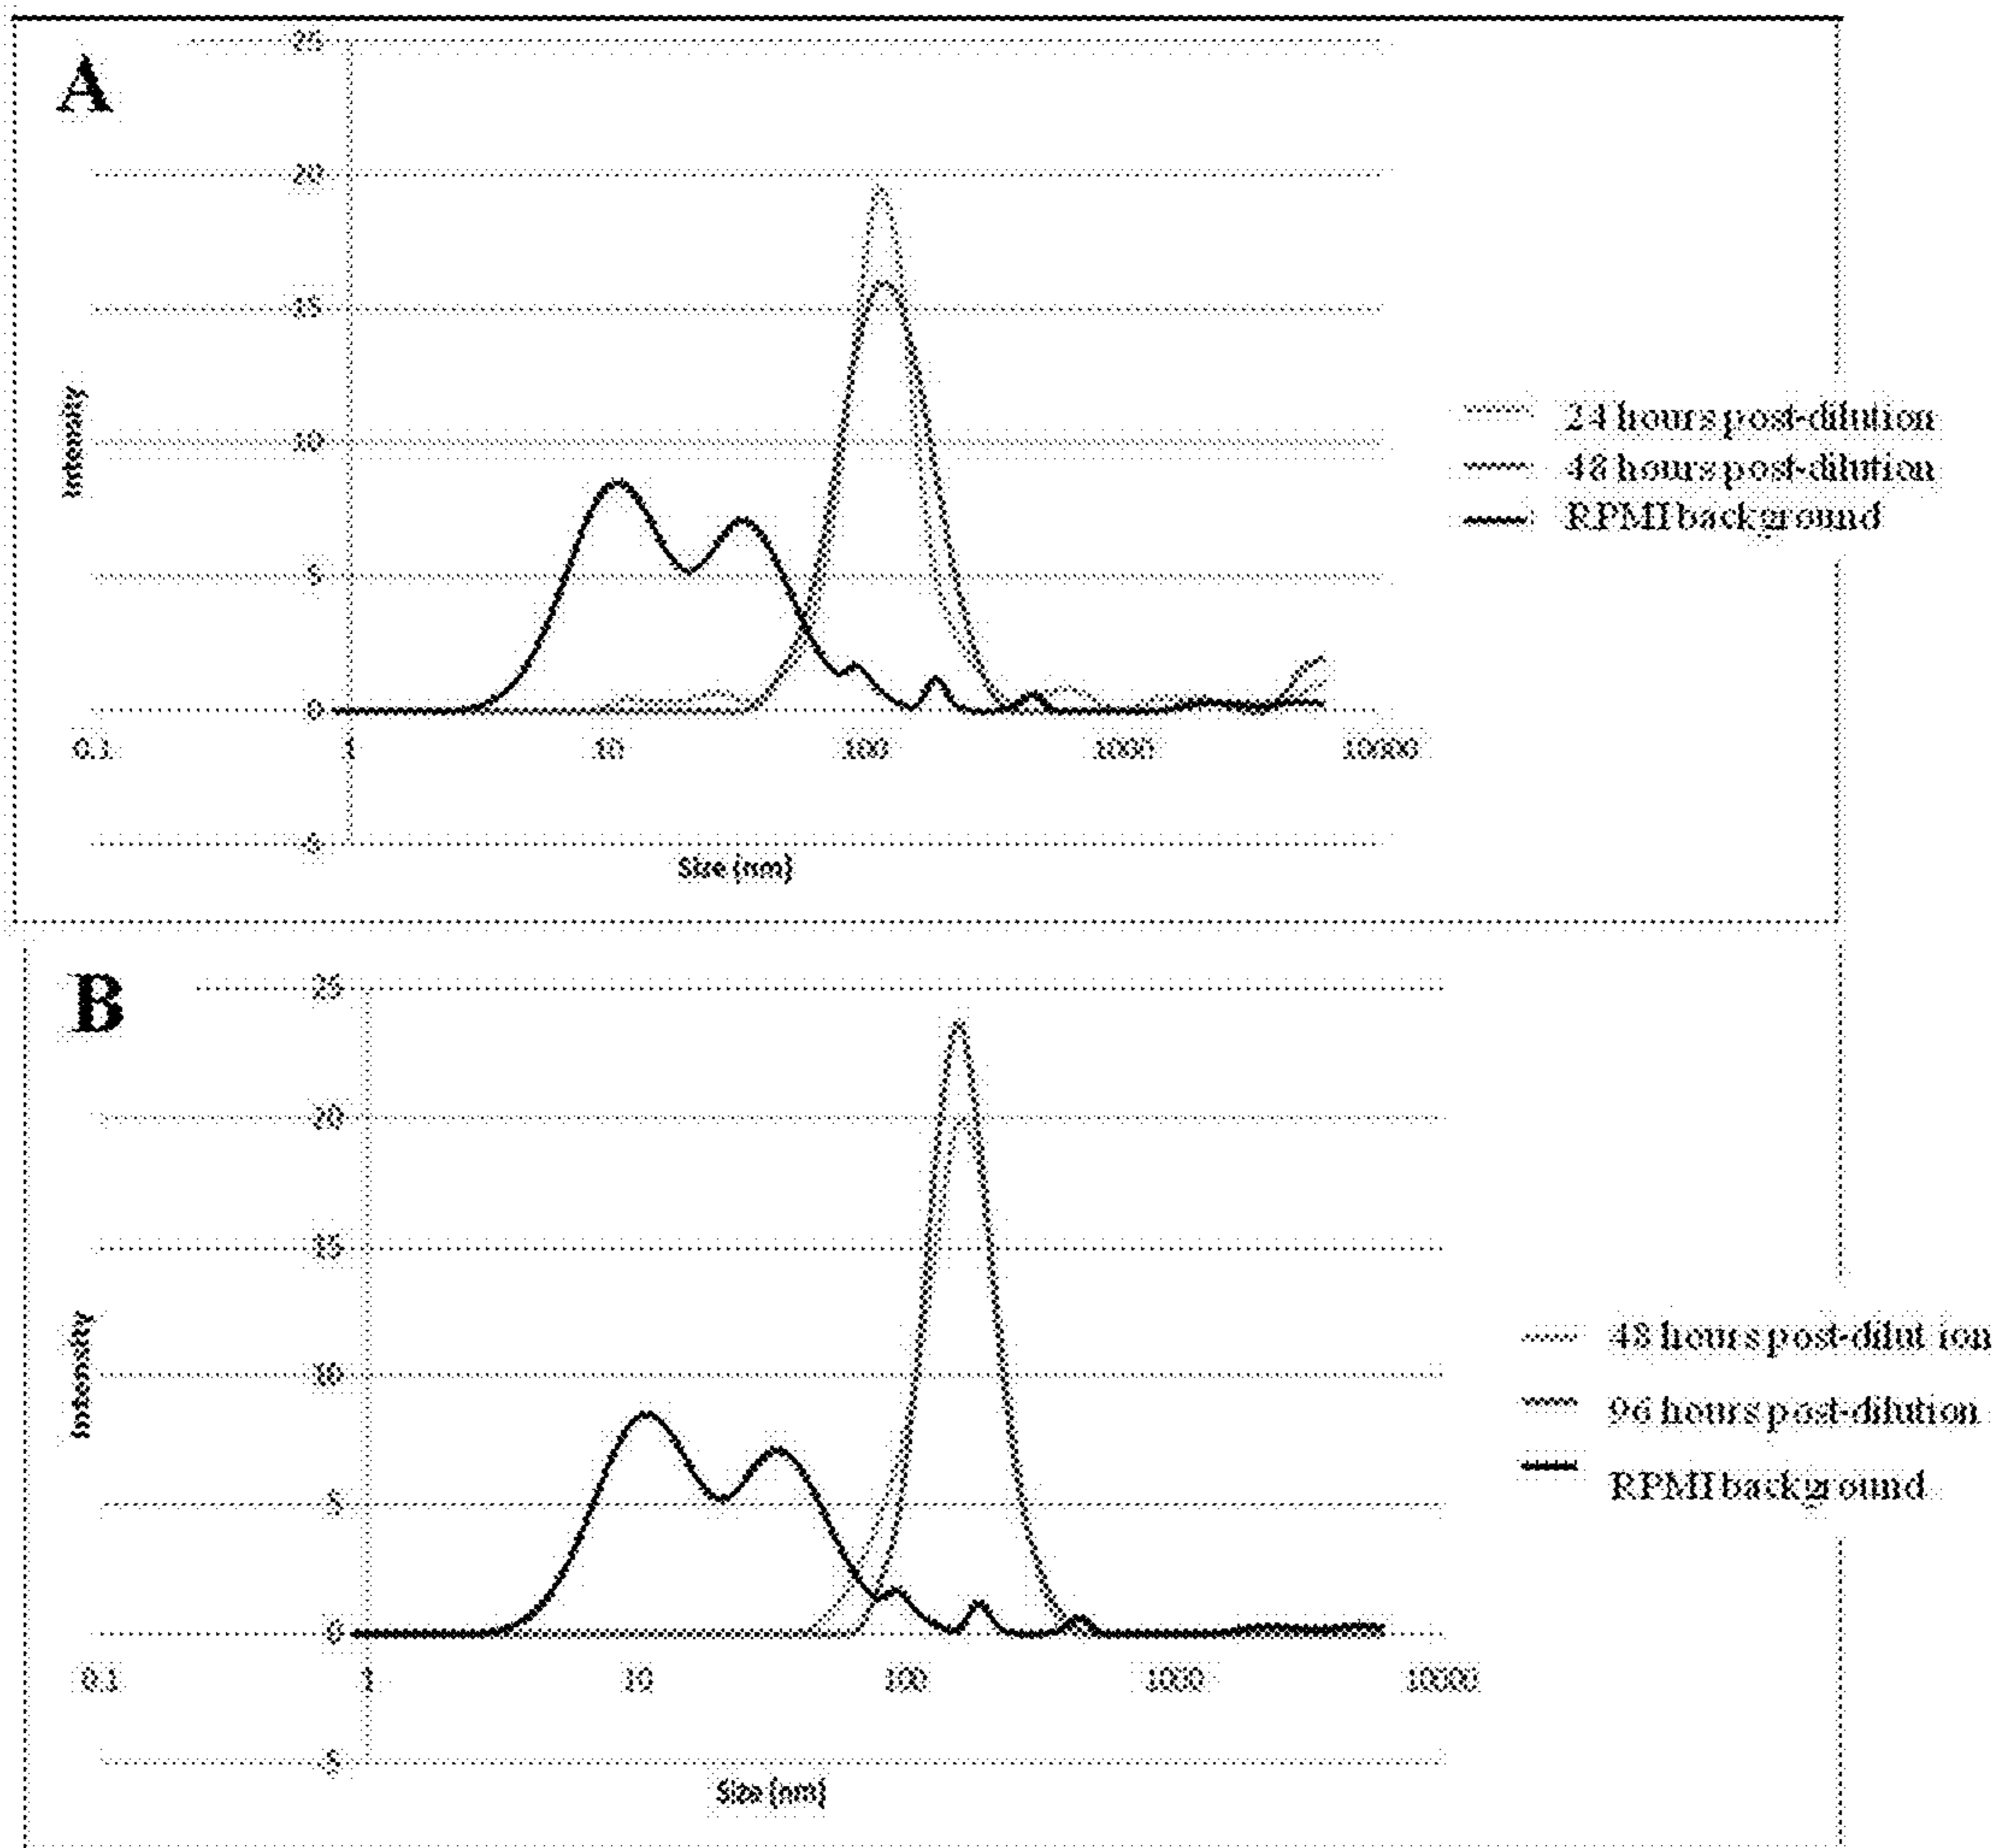 A
25
20
15
10
5
0
-5
Intensity
0.1 1 10 100 1000 10000
Size (nm)
24 hours post-dilution
48 hours post-dilution
RPMI background
B
25
20
15
10
5
0
-5
Intensity
0.1 1 10 100 1000 10000
Size (nm)
48 hours post-dilut ion
96 hours post-dilution
RPMI background